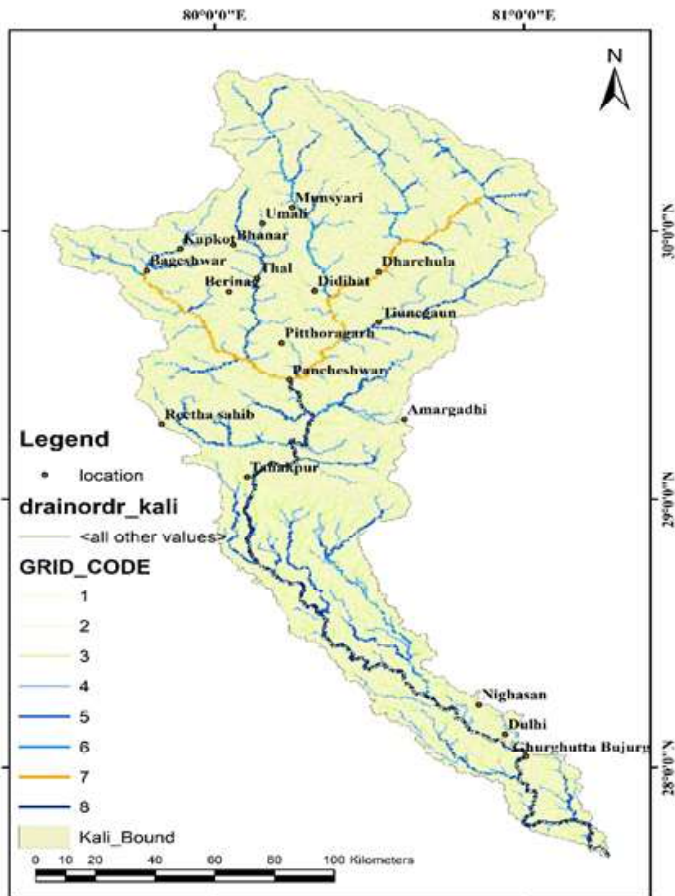 80°0'0"E 81°0'0"E
N
Munsyari
Umali
30°0'0"N
Bhanar
Kapkot
Bageshwar
Thal
Dharchula
Berinag
Didihat
Tiunegaun
Pitthoragarh
Pancheshwar
Amargadhi
Reetha sahib
Legend
location
Tanakpur
drainordr_kali
29°0'0"N
<all other values>
GRID_CODE
1
2
3
4
Nighasan
5
Dulhi
6
Ghurghutta Bujurg
28°0'0"N
7
8
Kali_Bound
0 10 20 40 60 80 100 Kilometers